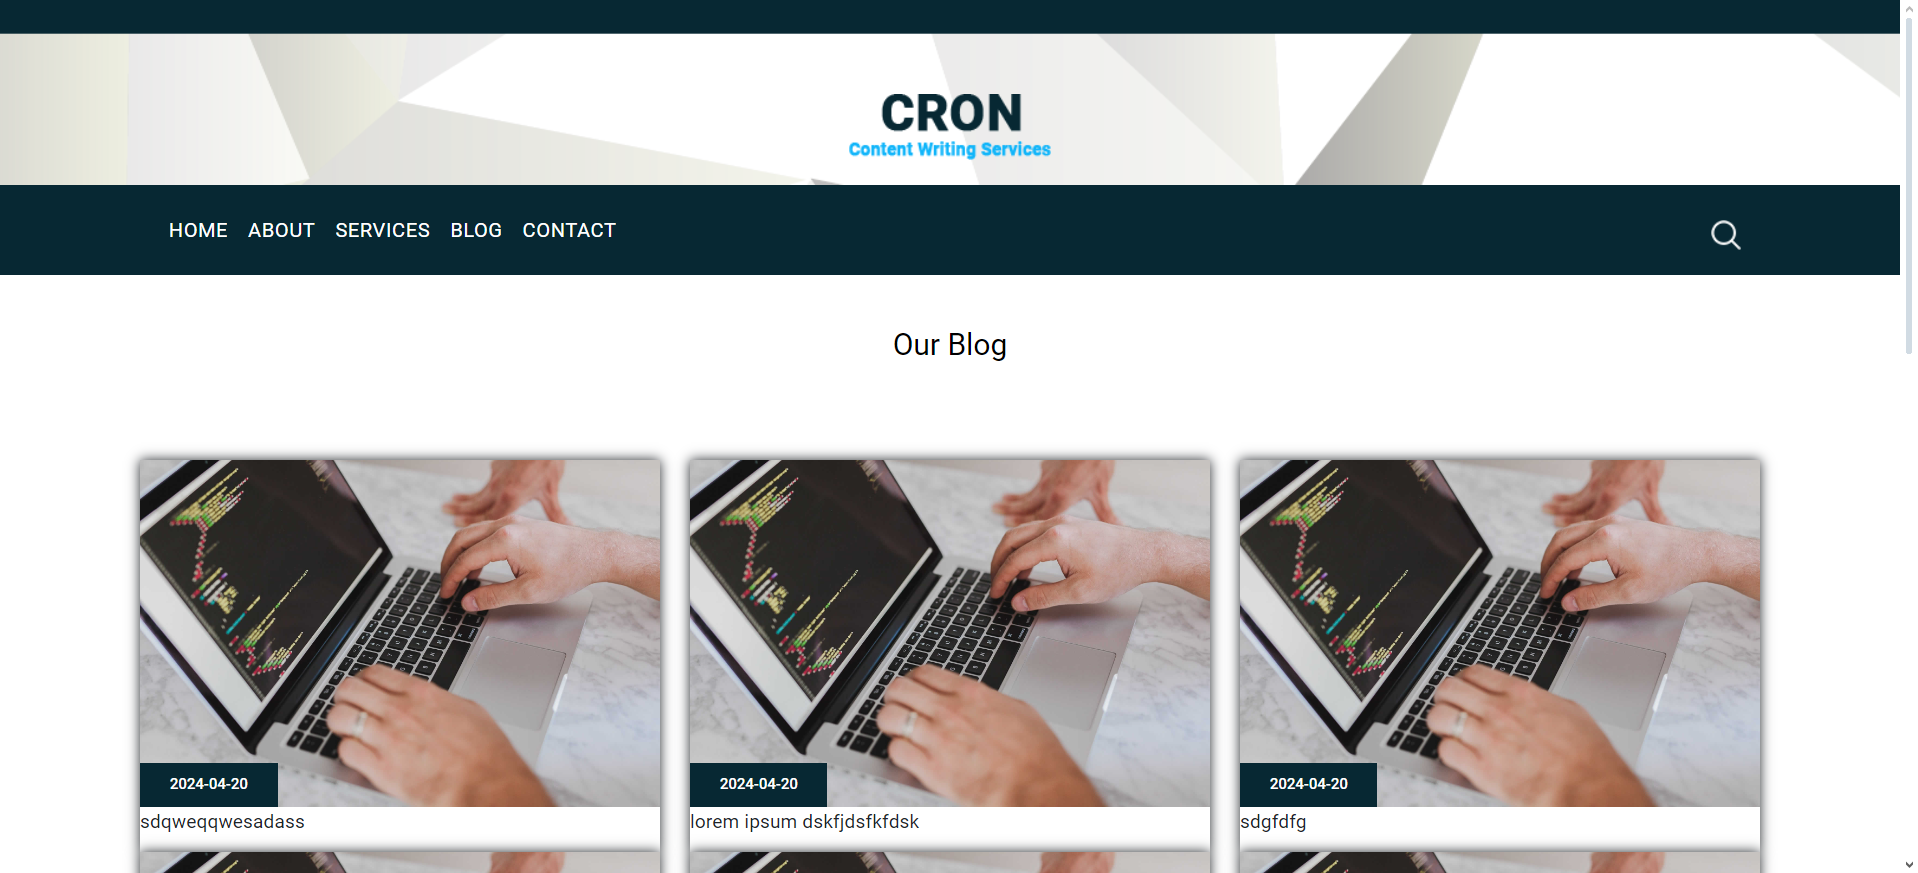 CRON
Content Writing Services
HOME ABOUT SERVICES BLOG CONTACT
Our Blog
2024-04-20
sdqweqqwesadass
2024-04-20
lorem ipsum dskfjdsfkfdsk
2024-04-20
sdgfdfg